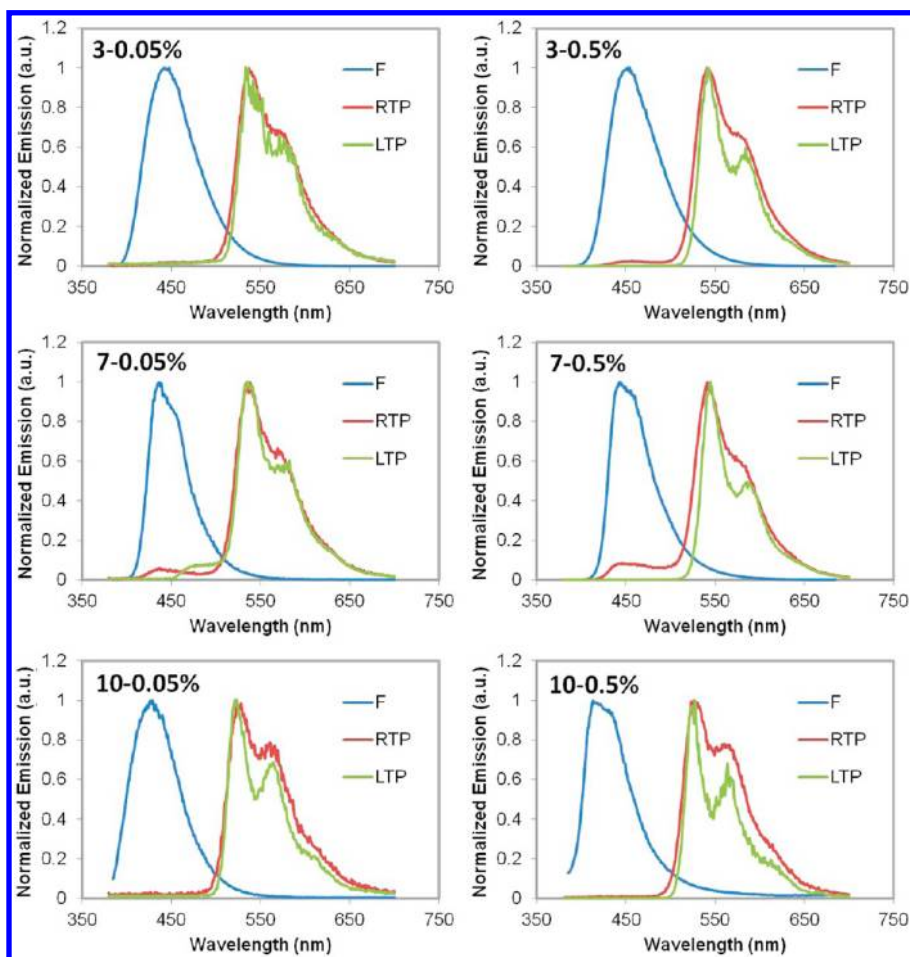 3-0.05%
Normalized Emission (a.u.)
1.2
1
0.8
0.6
0.4
0.2
0
F
RTP
LTP
350
450
550
650
750
Wavelength (nm)
3-0.5%
Normalized Emission (a.u.)
1.2
1
0.8
0.6
0.4
0.2
0
F
RTP
LTP
350
450
550
650
750
Wavelength (nm)
7-0.05%
Normalized Emission (a.u.)
1.2
1
0.8
0.6
0.4
0.2
0
F
RTP
LTP
350
450
550
650
750
Wavelength (nm)
7-0.5%
Normalized Emission (a.u.)
1.2
1
0.8
0.6
0.4
0.2
0
F
RTP
LTP
350
450
550
650
750
Wavelength (nm)
10-0.05%
Normalized Emission (a.u.)
1.2
1
0.8
0.6
0.4
0.2
0
F
RTP
LTP
350
450
550
650
750
Wavelength (nm)
10-0.5%
Normalized Emission (a.u.)
1.2
1
0.8
0.6
0.4
0.2
0
F
RTP
LTP
350
450
550
650
750
Wavelength (nm)